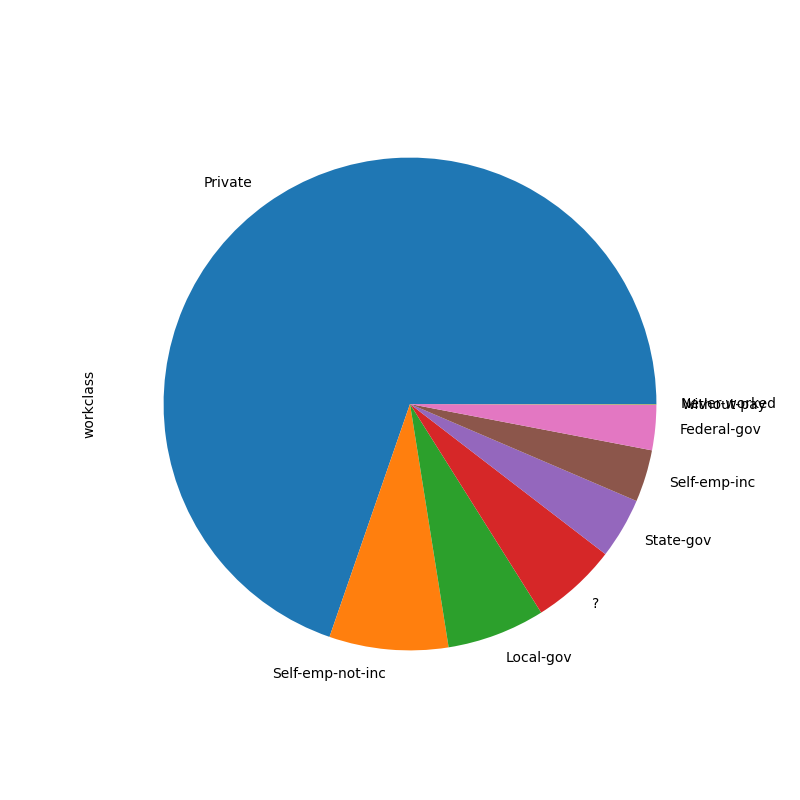 Private
workclass
Never-worked
Without-pay
Federal-gov
Self-emp-inc
State-gov
?
Local-gov
Self-emp-not-inc